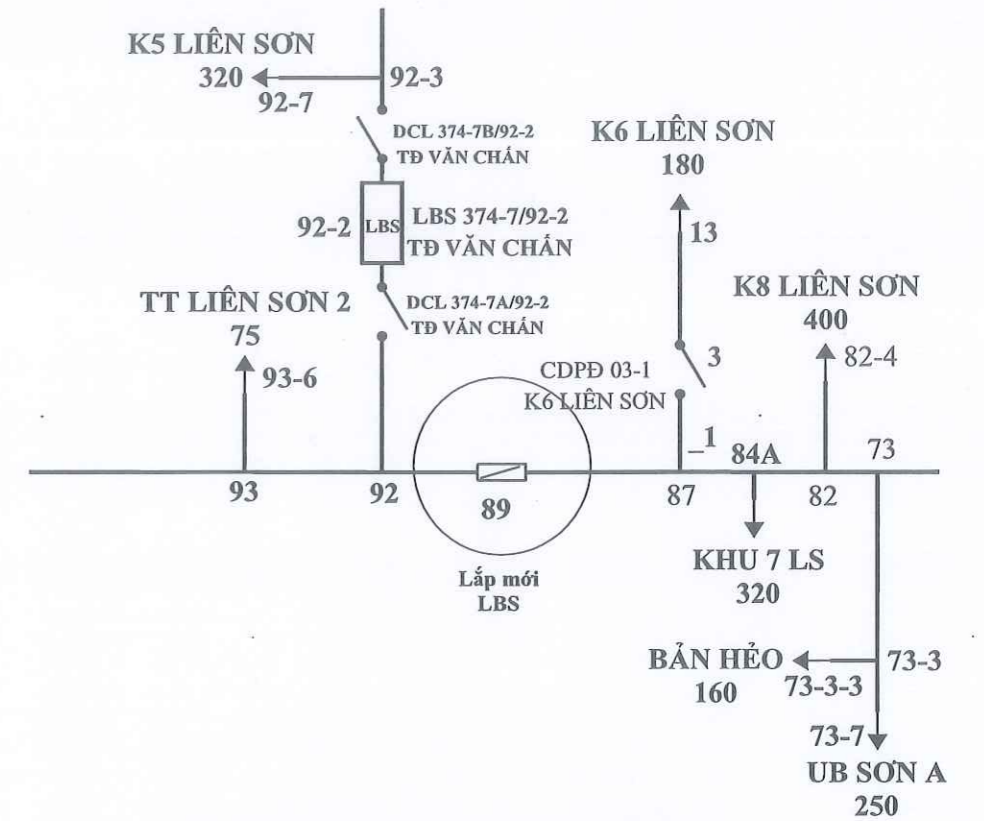 K5 LIÊN SƠN
320
92-3
92-7
DCL 374-7B/92-2
TĐ VĂN CHẤN
K6 LIÊN SƠN
180
92-2
LBS
LBS 374-7/92-2
TĐ VĂN CHẤN
13
TT LIÊN SƠN 2
75
93-6
DCL 374-7A/92-2
TĐ VĂN CHẤN
K8 LIÊN SƠN
400
82-4
3
CDPĐ 03-1
K6 LIÊN SƠN
_1
84A
73
93
92
89
87
82
Lắp mới
LBS
KHU 7 LS
320
BẢN HẺO
160
73-3
73-3-3
73-7
UB SƠN A
250